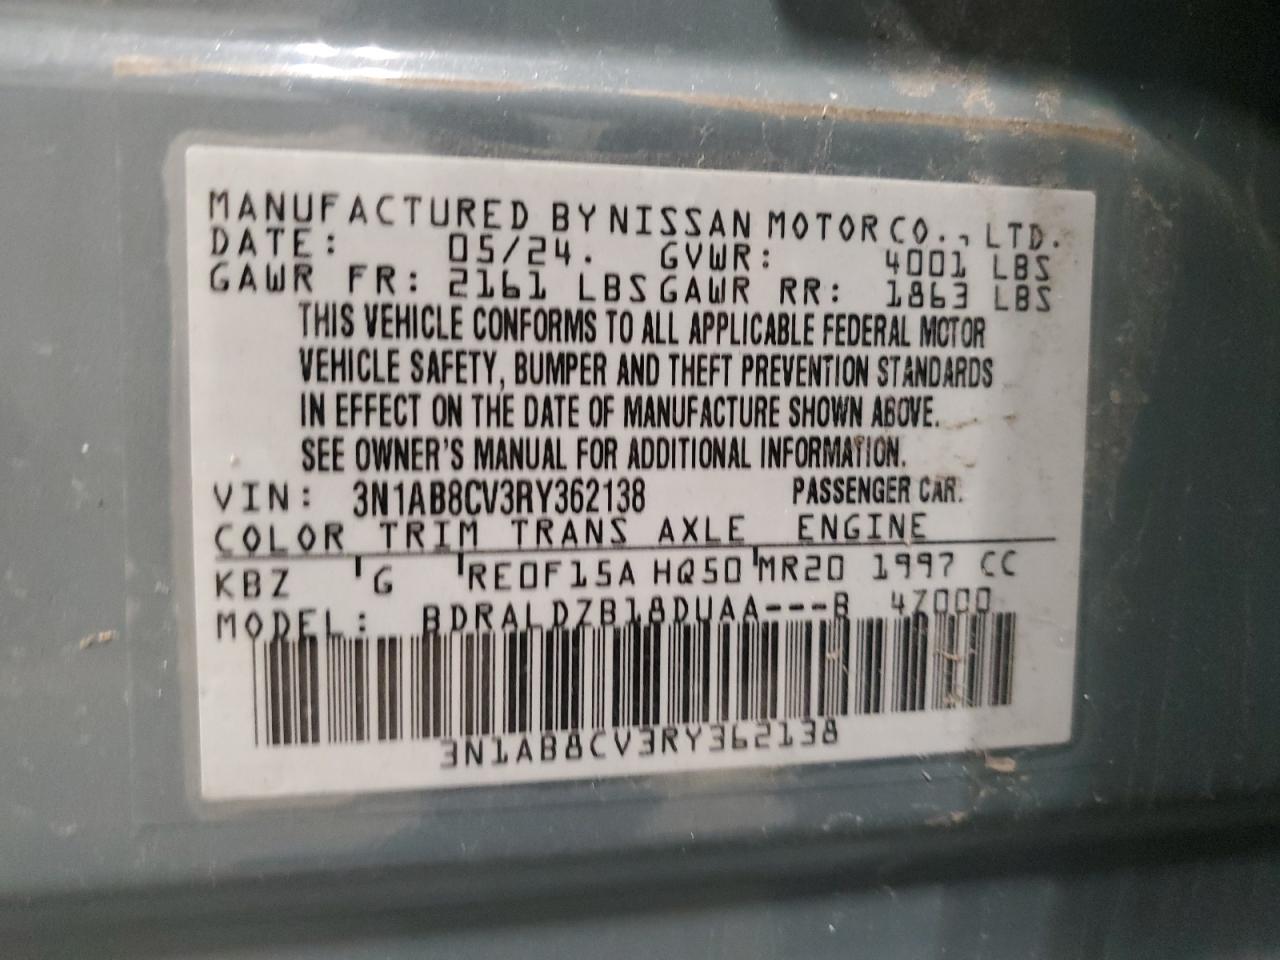 MANUFACTURED BY NISSAN MOTOR CO., LTD.
DATE: 05/24. GVWR: 4001 LBS
GAWR FR: 2161 LBS GAWR RR: 1863 LBS
THIS VEHICLE CONFORMS TO ALL APPLICABLE FEDERAL MOTOR
VEHICLE SAFETY, BUMPER AND THEFT PREVENTION STANDARDS
IN EFFECT ON THE DATE OF MANUFACTURE SHOWN ABOVE.
SEE OWNER'S MANUAL FOR ADDITIONAL INFORMATION.
VIN: 3N1AB8CV3RY362138 PASSENGER CAR.
COLOR TRIM TRANS AXLE ENGINE
KBZ G RE0F15A HQ50 MR20 1997 CC
MODEL: BDRALDZB18DUAA---B 4Z000
3N1AB8CV3RY362138